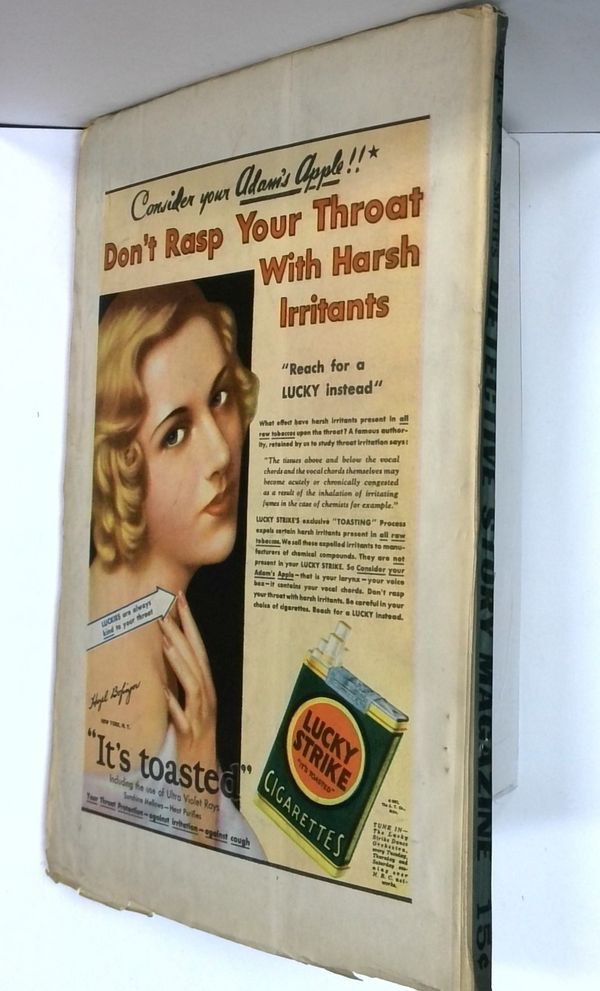 Consider your Adam's Apple!!*
Don't Rasp Your Throat
With Harsh
Irritants
"Reach for a
LUCKY instead"
What effect have harsh irritants present in all
raw tobaccos upon the throat? A famous author-
ity, retained by us to study throat irritation says:
"The tissues above and below the vocal
chords and the vocal chords themselves may
become acutely or chronically congested
as a result of the inhalation of irritating
fumes in the case of chemists for example."
LUCKY STRIKE'S exclusive "TOASTING" Process
expels certain harsh irritants present in all raw
tobaccos. We sell these expelled irritants to manu-
facturers of chemical compounds. They are not
present in your LUCKY STRIKE. So Consider your
Adam's Apple—that is your larynx—your voice
box—it contains your vocal chords. Don't rasp
your throat with harsh irritants. Be careful in your
choice of cigarettes. Reach for a LUCKY instead.
LUCKIES are always
kind to your throat
NEW YORK, N. Y.
"It's toasted"
Including the use of Ultra Violet Rays
Sunshine Mellows—Heat Purifies
Your Throat Protection—against irritation—against cough
LUCKY
STRIKE
"IT'S TOASTED"
CIGARETTES
TUNE IN—
The Lucky
Strike Dance
Orchestra,
every Tuesday,
Thursday and
Saturday eve-
ning over
N. B. C. net-
works.
DETECTIVE STORY MAGAZINE 15¢